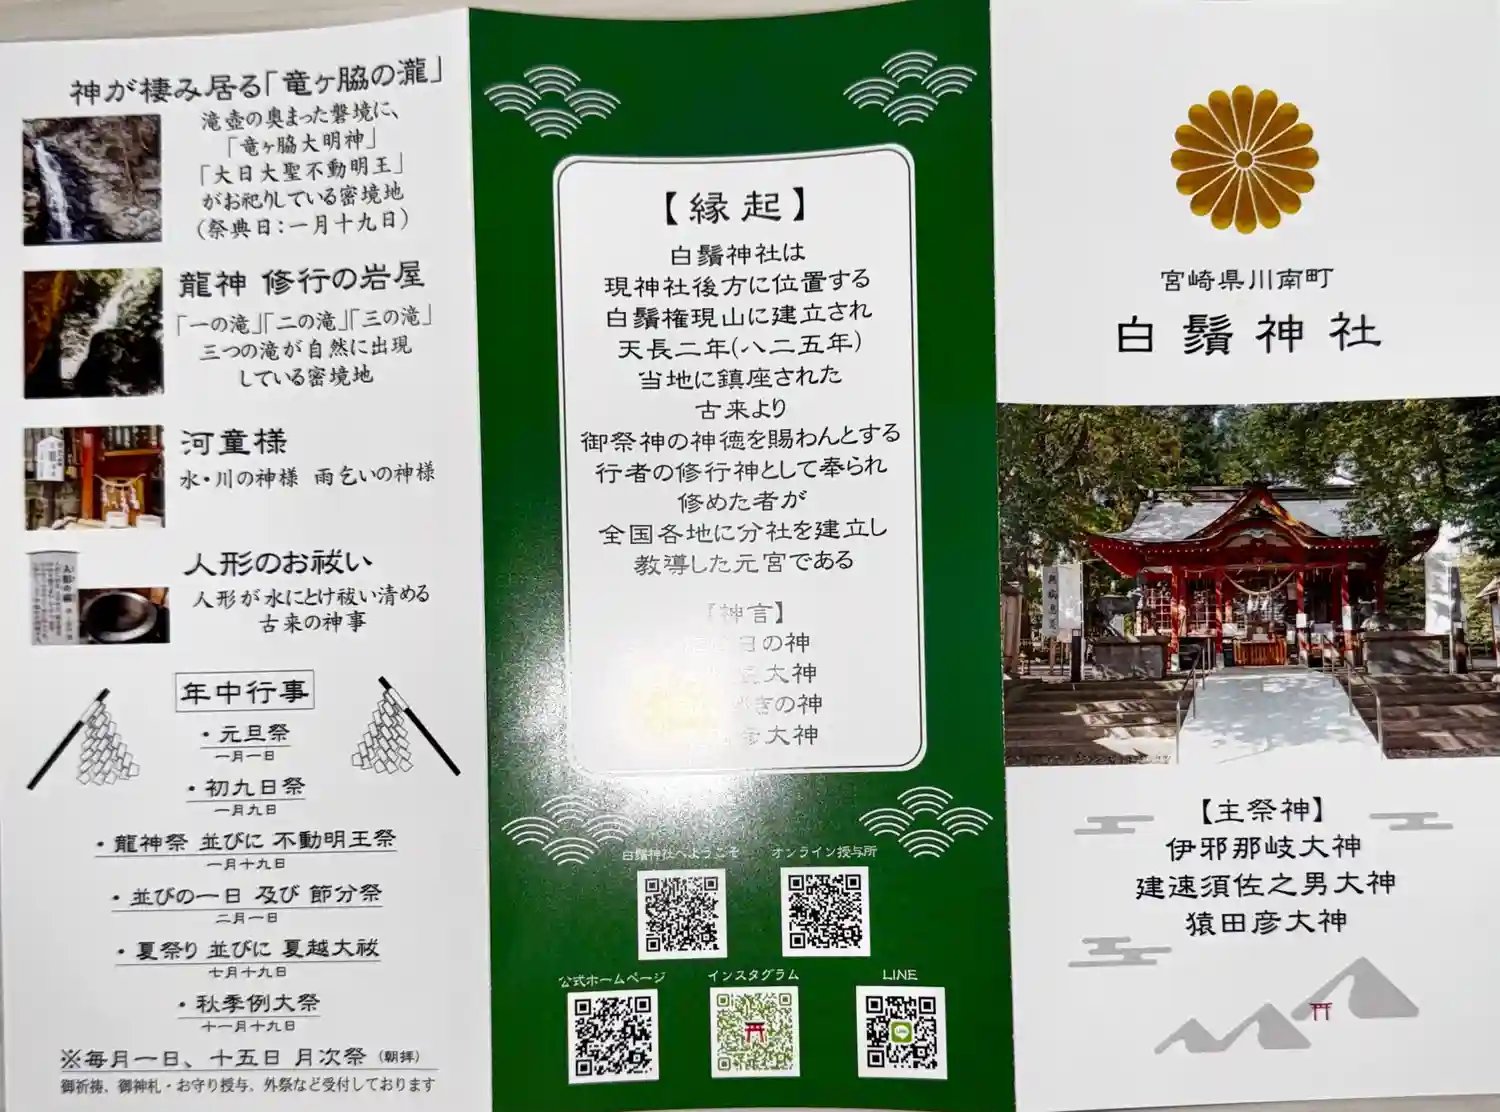 神が棲み居る「竜ヶ脇の瀧」
滝壺の奥まった磐境に、
「竜ヶ脇大明神」
「大日大聖不動明王」
がお祀りしている密境地
(祭典日:一月十九日)
龍神 修行の岩屋
「一の滝」「二の滝」「三の滝」
三つの滝が自然に出現
している密境地
河童様
水・川の神様 雨乞いの神様
人形のお祓い
人形が水にとけ祓い清める
古来の神事
年中行事
・元旦祭
一月一日
・初九日祭
一月九日
・龍神祭 並びに 不動明王祭
一月十九日
・並びの一日 及び 節分祭
二月一日
・夏祭り 並びに 夏越大祓
七月十九日
・秋季例大祭
十一月十九日
※毎月一日、十五日 月次祭(朝拝)
御祈祷、御神札・お守り授与、外祭など受付しております
【縁起】
白鬚神社は
現神社後方に位置する
白鬚権現山に建立され
天長二年(八二五年)
当地に鎮座された
古来より
御祭神の神徳を賜わんとする
行者の修行神として奉られ
修めた者が
全国各地に分社を建立し
教導した元宮である
【神言】
日の神
大神
きの神
大神
白鬚神社へようこそ
オンライン授与所
公式ホームページ
インスタグラム
LINE
宮崎県川南町
白鬚神社
【主祭神】
伊邪那岐大神
建速須佐之男大神
猿田彦大神